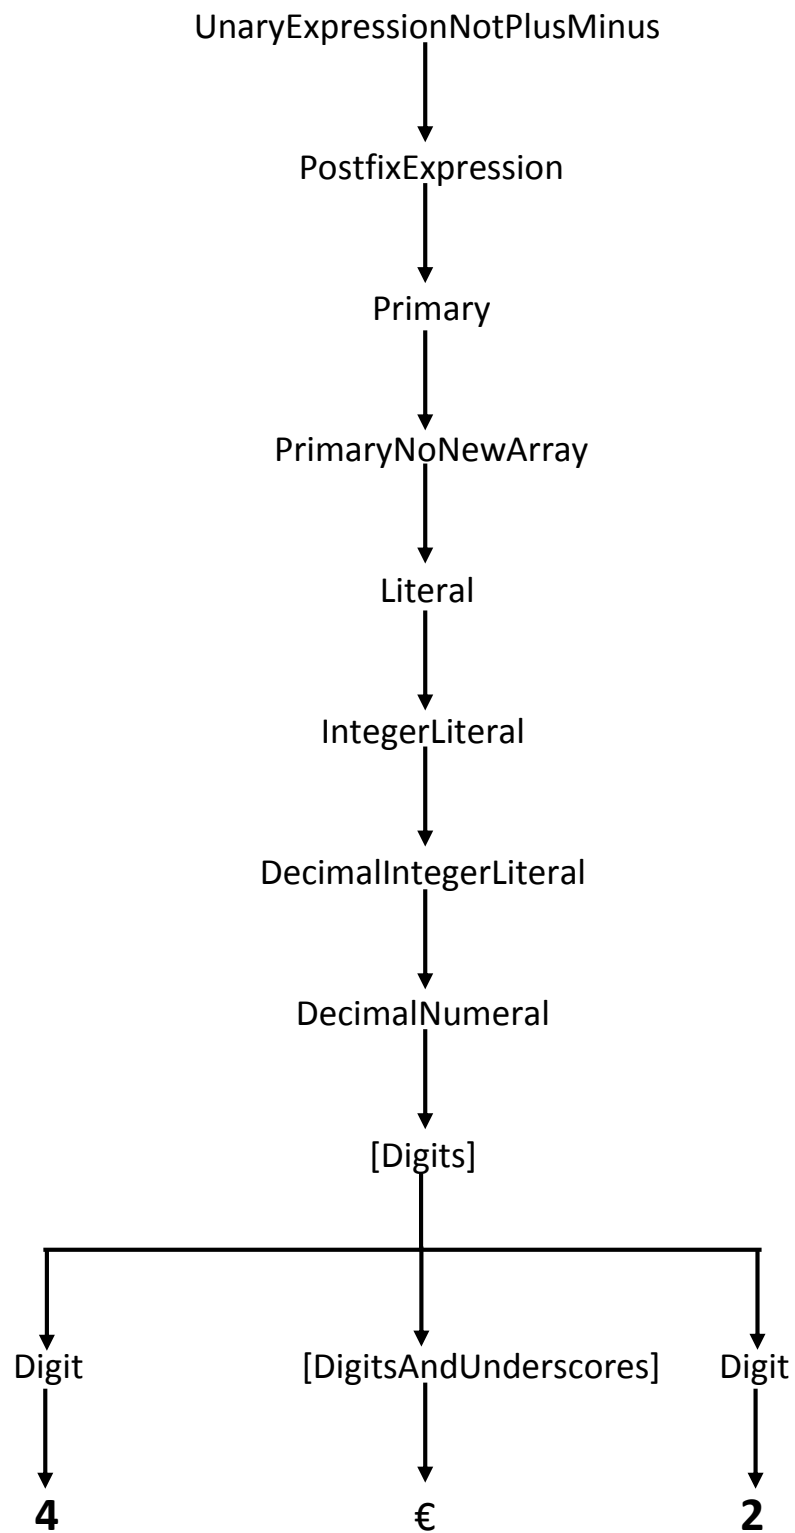 UnaryExpressionNotPlusMinus
PostfixExpression
Primary
PrimaryNoNewArray
Literal
IntegerLiteral
DecimalIntegerLiteral
DecimalNumeral
[Digits]
Digit [DigitsAndUnderscores] Digit
4 € 2